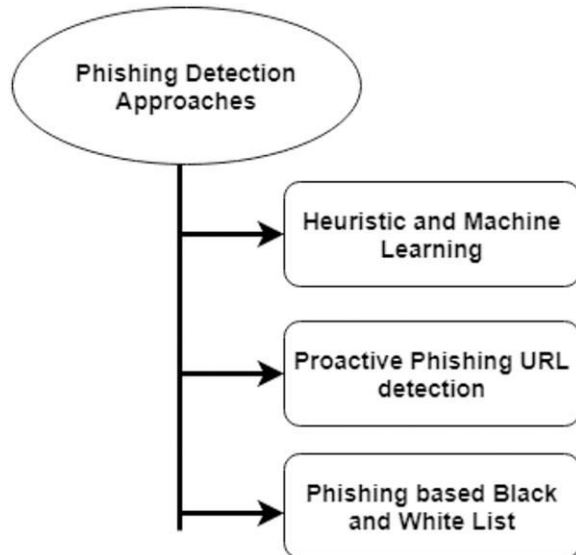 Phishing Detection
Approaches
Heuristic and Machine
Learning
Proactive Phishing URL
detection
Phishing based Black
and White List